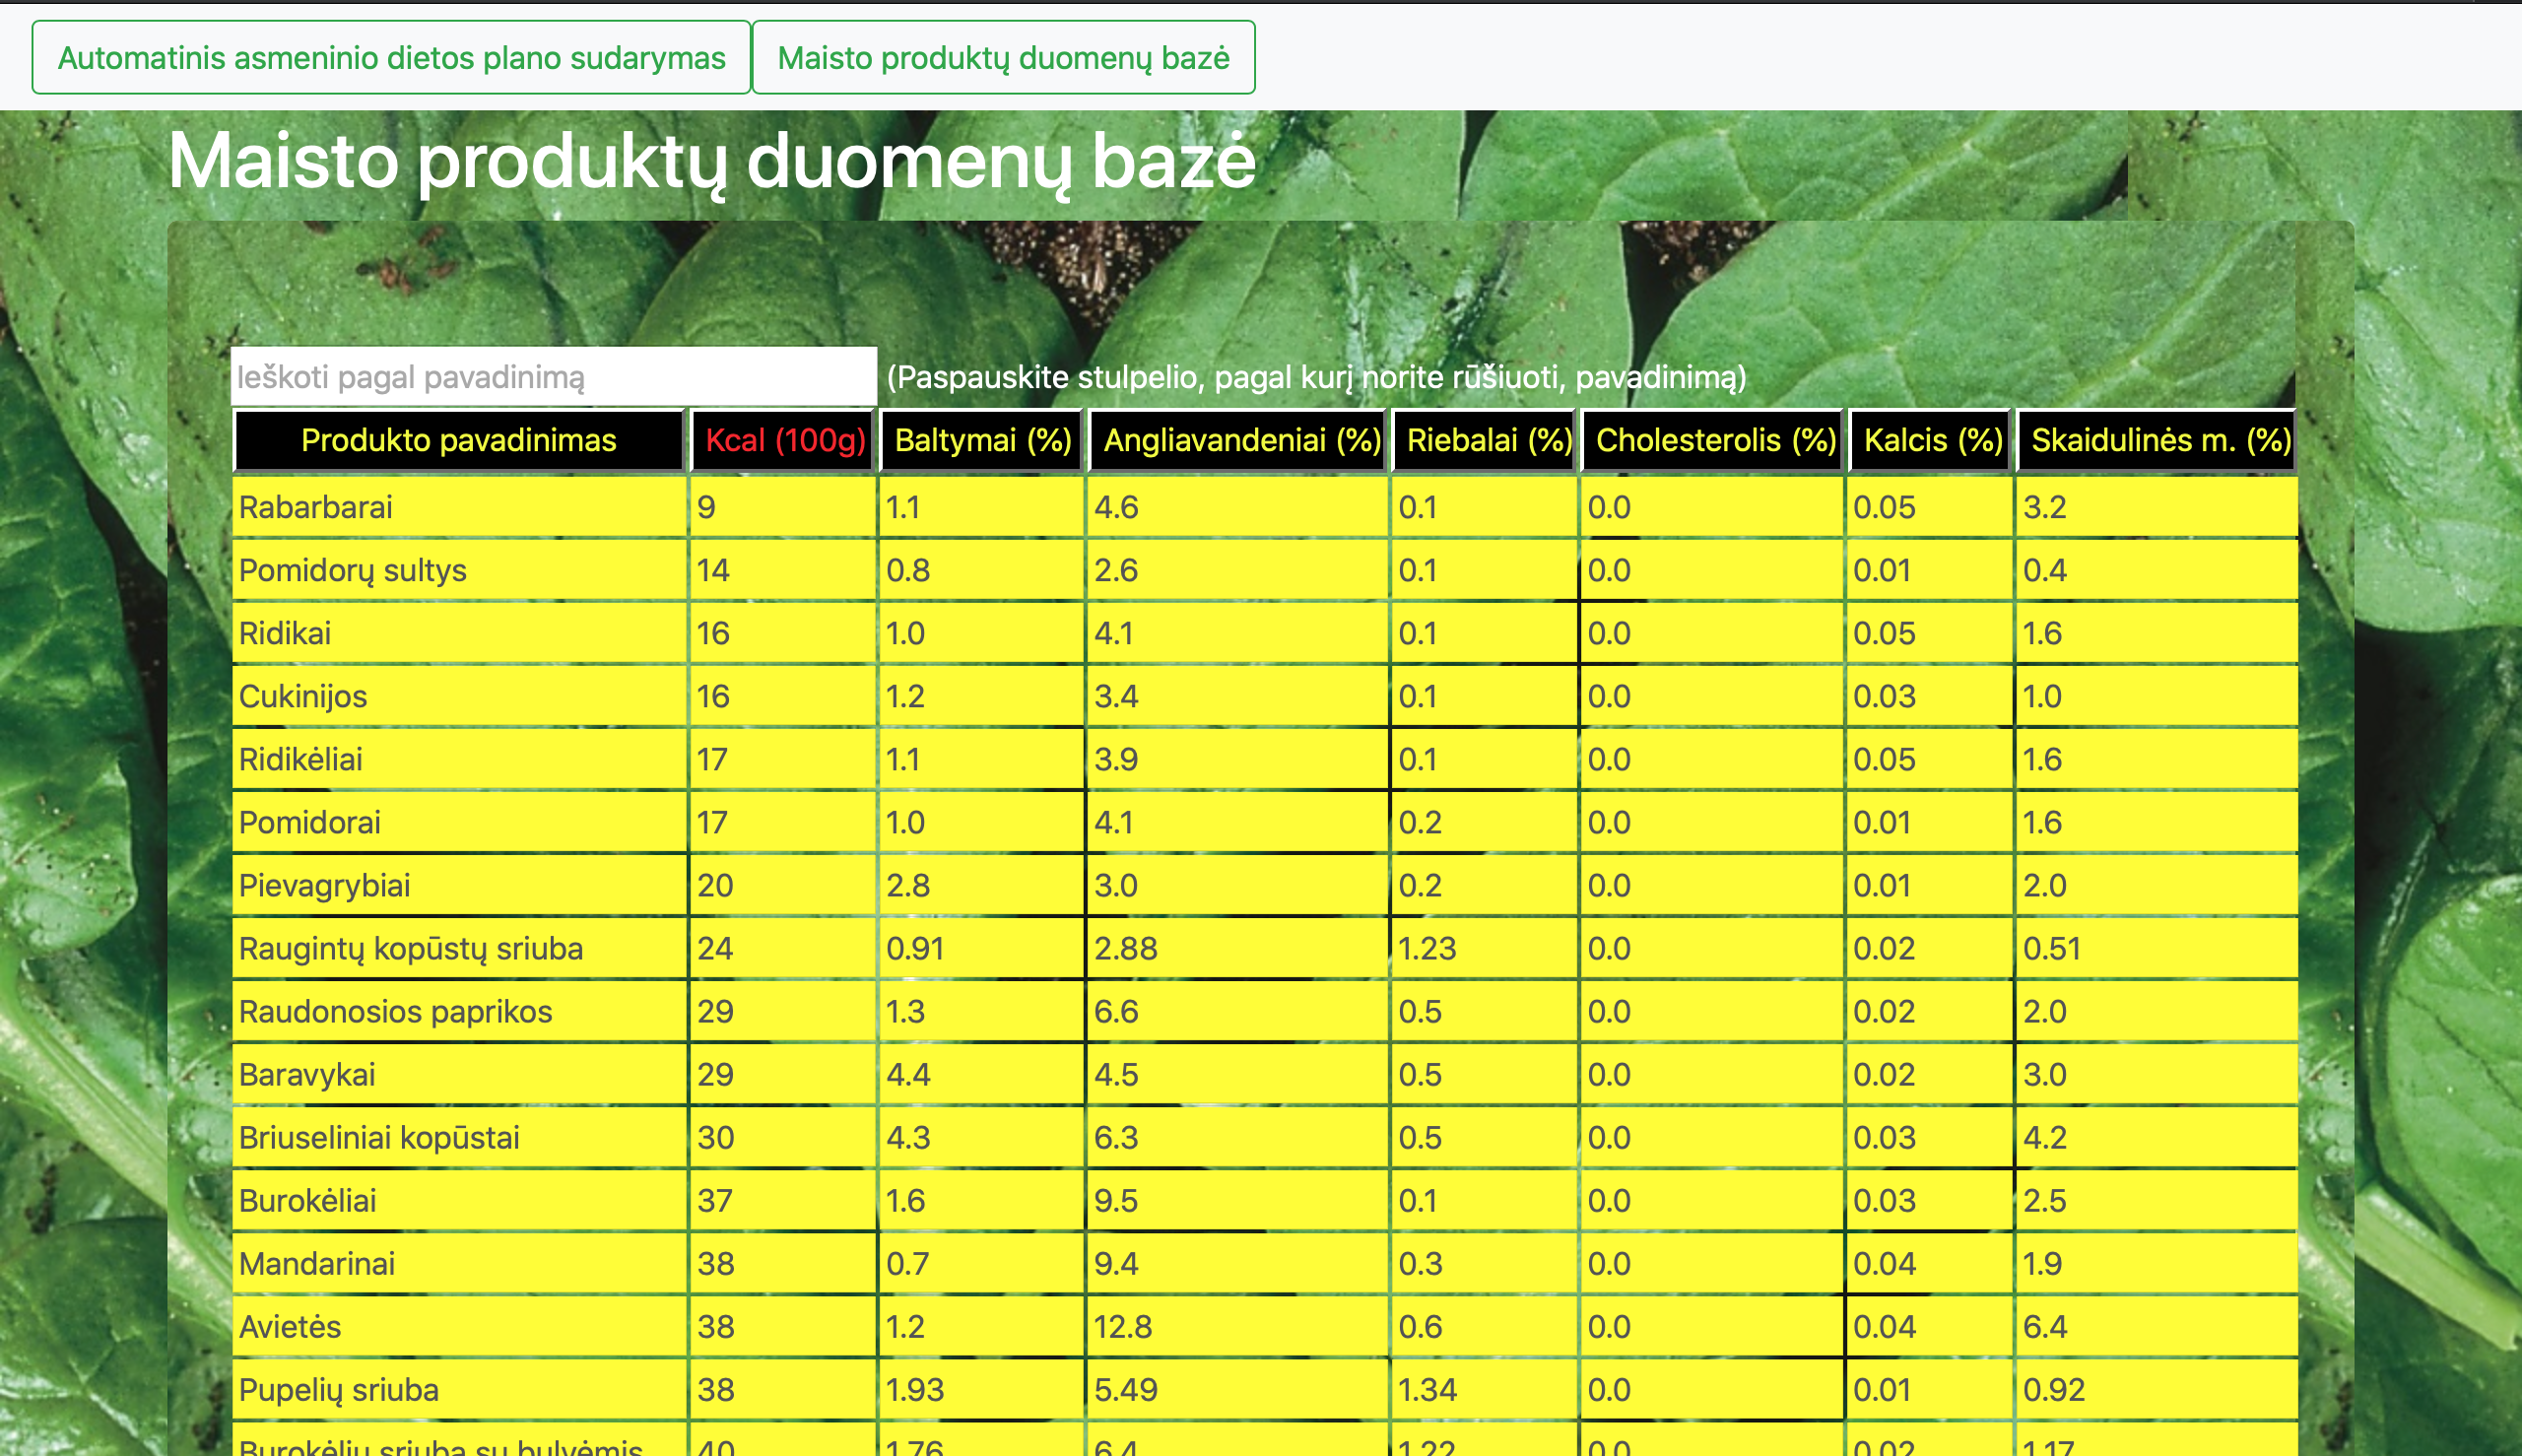 Automatinis asmeninio dietos plano sudarymas Maisto produktų duomenų bazė
Maisto produktų duomenų bazė
Ieškoti pagal pavadinimą (Paspauskite stulpelio, pagal kurį norite rūšiuoti, pavadinimą)
Produkto pavadinimas Kcal (100g) Baltymai (%) Angliavandeniai (%) Riebalai (%) Cholesterolis (%) Kalcis (%) Skaidulinės m. (%)
Rabarbarai 9 1.1 4.6 0.1 0.0 0.05 3.2
Pomidorų sultys 14 0.8 2.6 0.1 0.0 0.01 0.4
Ridikai 16 1.0 4.1 0.1 0.0 0.05 1.6
Cukinijos 16 1.2 3.4 0.1 0.0 0.03 1.0
Ridikėliai 17 1.1 3.9 0.1 0.0 0.05 1.6
Pomidorai 17 1.0 4.1 0.2 0.0 0.01 1.6
Pievagrybiai 20 2.8 3.0 0.2 0.0 0.01 2.0
Raugintų kopūstų sriuba 24 0.91 2.88 1.23 0.0 0.02 0.51
Raudonosios paprikos 29 1.3 6.6 0.5 0.0 0.02 2.0
Baravykai 29 4.4 4.5 0.5 0.0 0.02 3.0
Briuseliniai kopūstai 30 4.3 6.3 0.5 0.0 0.03 4.2
Burokėliai 37 1.6 9.5 0.1 0.0 0.03 2.5
Mandarinai 38 0.7 9.4 0.3 0.0 0.04 1.9
Avietės 38 1.2 12.8 0.6 0.0 0.04 6.4
Pupelių sriuba 38 1.93 5.49 1.34 0.0 0.01 0.92
Burokėlių sriuba su bulvėmis 40 1.76 6.4 1.22 0.0 0.02 1.17